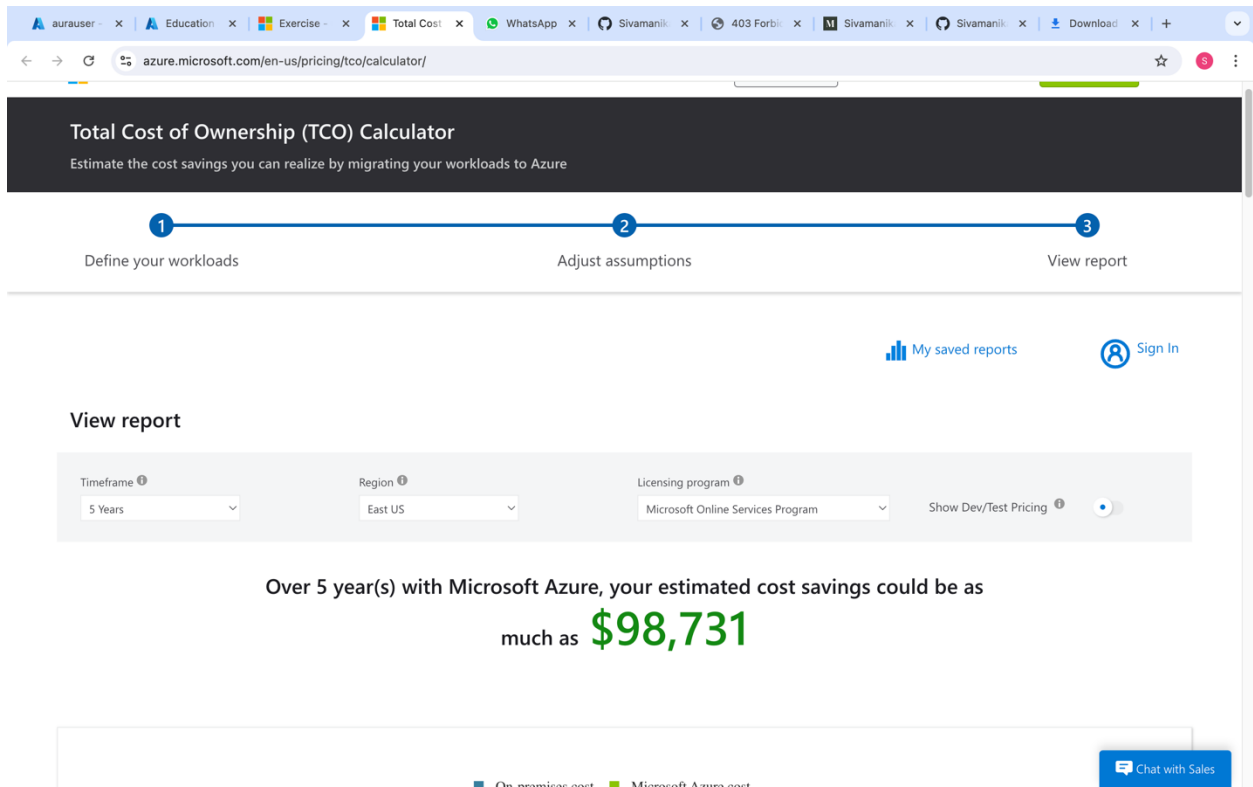 aurauser -
Education
Exercise -
Total Cost
WhatsApp
Sivamanik
403 Forbi
Sivamanik
Sivamanik
Download
azure.microsoft.com/en-us/pricing/tco/calculator/
S
Total Cost of Ownership (TCO) Calculator
Estimate the cost savings you can realize by migrating your workloads to Azure
1
2
3
Define your workloads
Adjust assumptions
View report
My saved reports
Sign In
View report
Timeframe
Region
Licensing program
5 Years
East US
Microsoft Online Services Program
Show Dev/Test Pricing
Over 5 year(s) with Microsoft Azure, your estimated cost savings could be as
much as $98,731
On-premises cost
Microsoft Azure cost
Chat with Sales